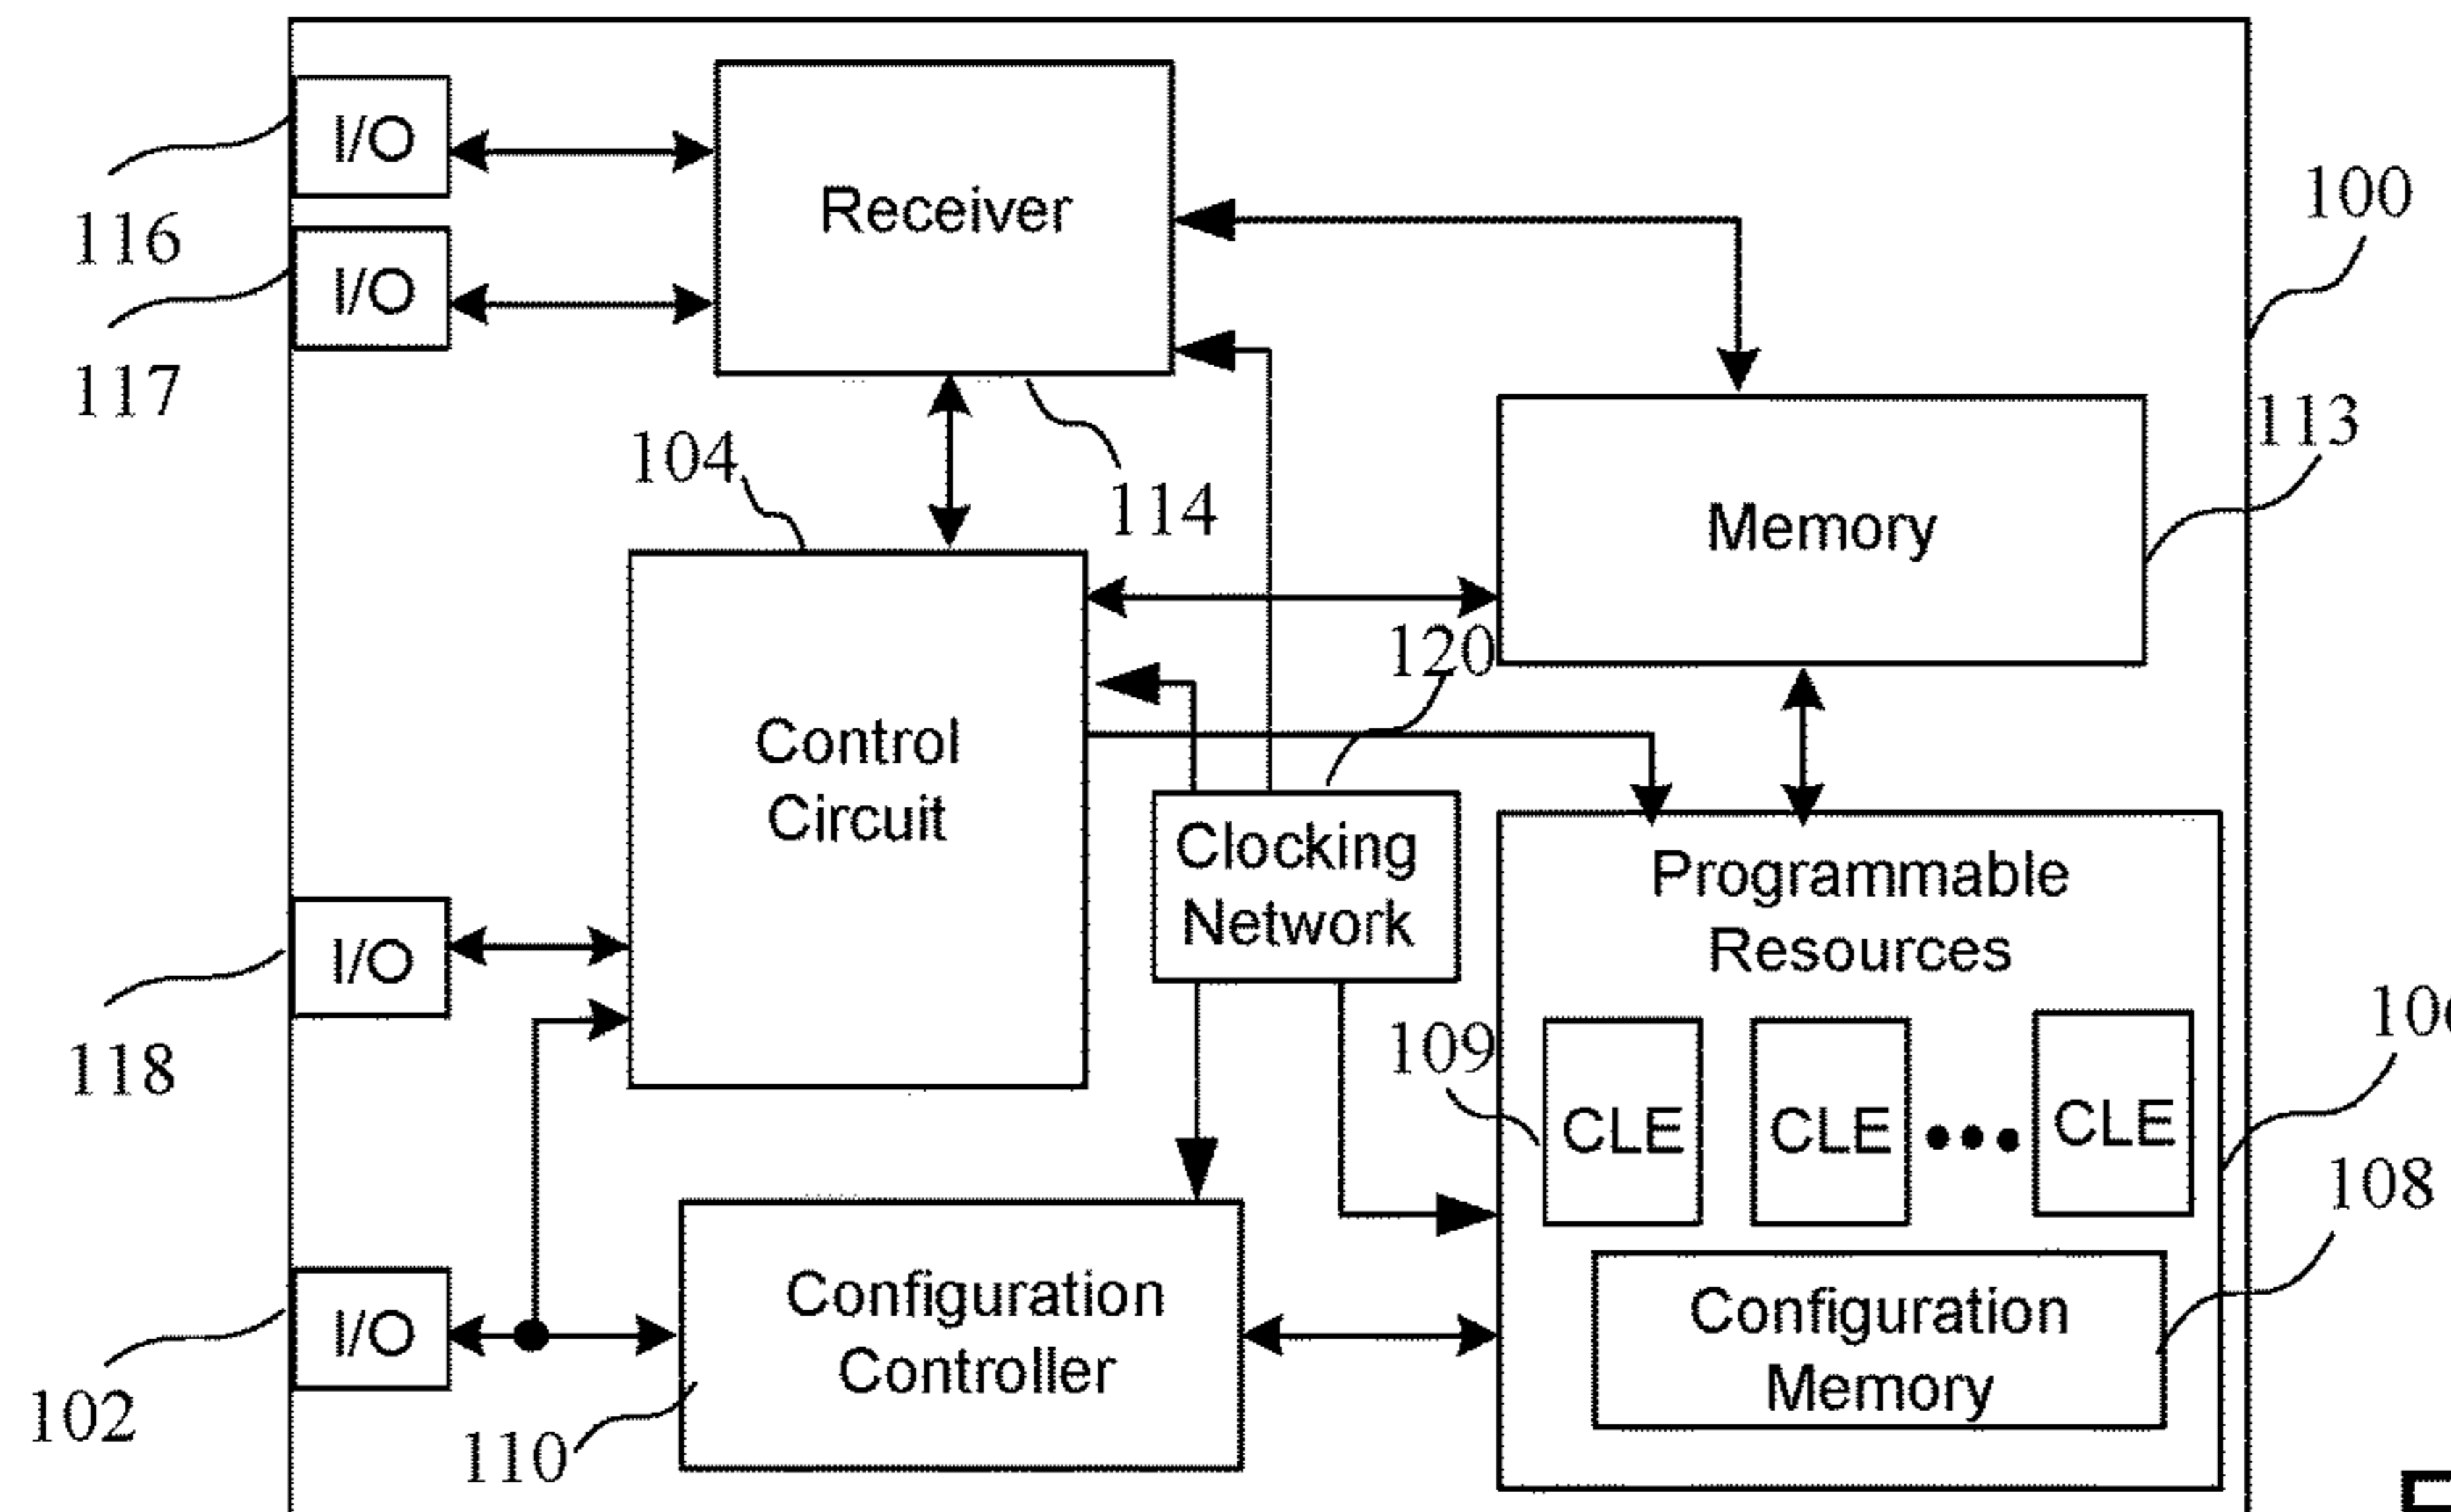 I/O
Receiver
100
116
I/O
117
113
104
114
Memory
120
Control
Circuit
Clocking
Network
Programmable
Resources
I/O
118
109
CLE
CLE
CLE
108
I/O
102
Configuration
Controller
110
Configuration
Memory